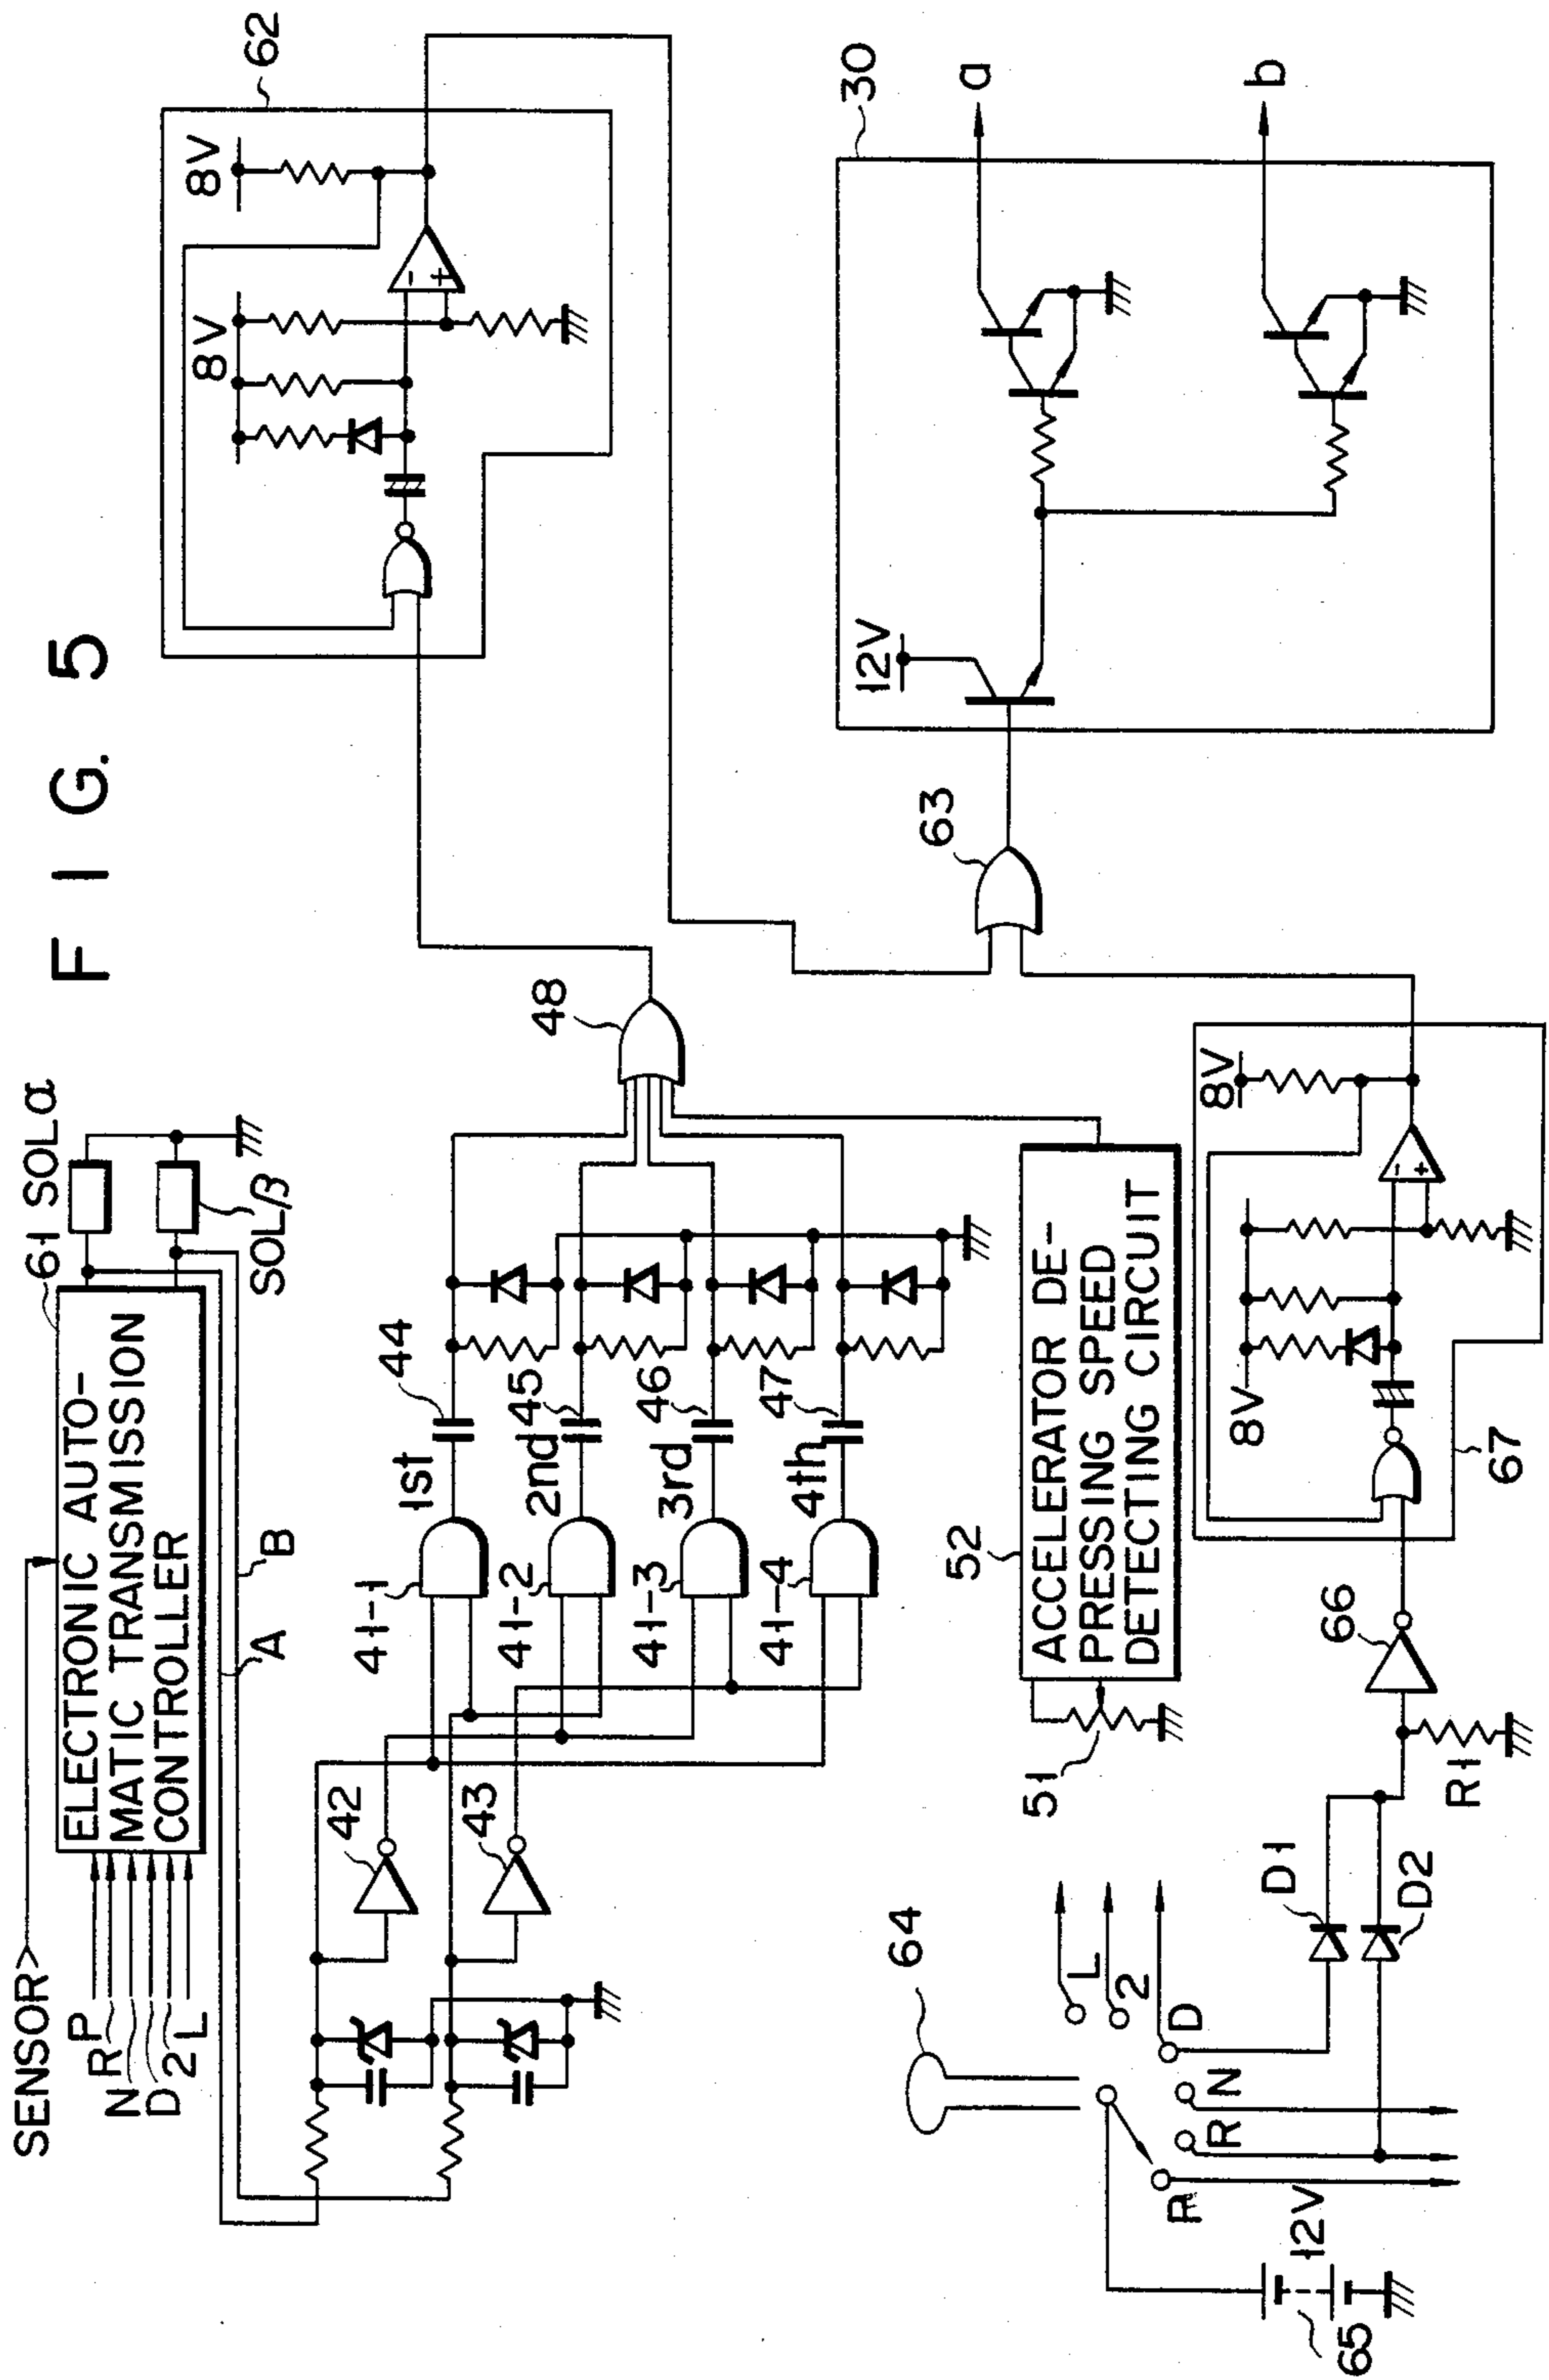 F I G. 5
SENSOR
P
R
N
D
2
L
ELECTRONIC AUTO-
MATIC TRANSMISSION
CONTROLLER
61
SOLα
SOLβ
A
B
42
43
41-1
41-2
41-3
41-4
1st
2nd
3rd
4th
44
45
46
47
48
62
8V
8V
-
+
51
52
ACCELERATOR DE-
PRESSING SPEED
DETECTING CIRCUIT
63
30
12V
a
b
64
L
2
D
N
R
65
12V
D1
D2
R1
66
67
8V
8V
-
+